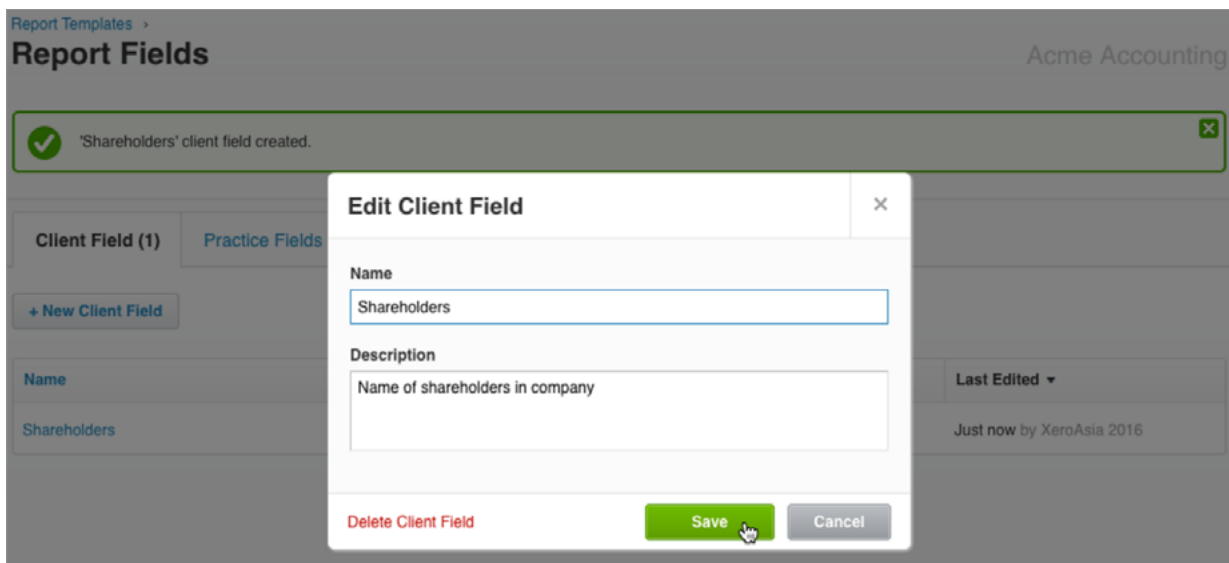 Report Templates ›
Report Fields
Acme Accounting
'Shareholders' client field created.
Edit Client Field
Client Field (1)
Practice Fields
Name
Shareholders
+ New Client Field
Description
Name of shareholders in company
Name
Last Edited
Shareholders
Just now by XeroAsia 2016
Delete Client Field
Save
Cancel